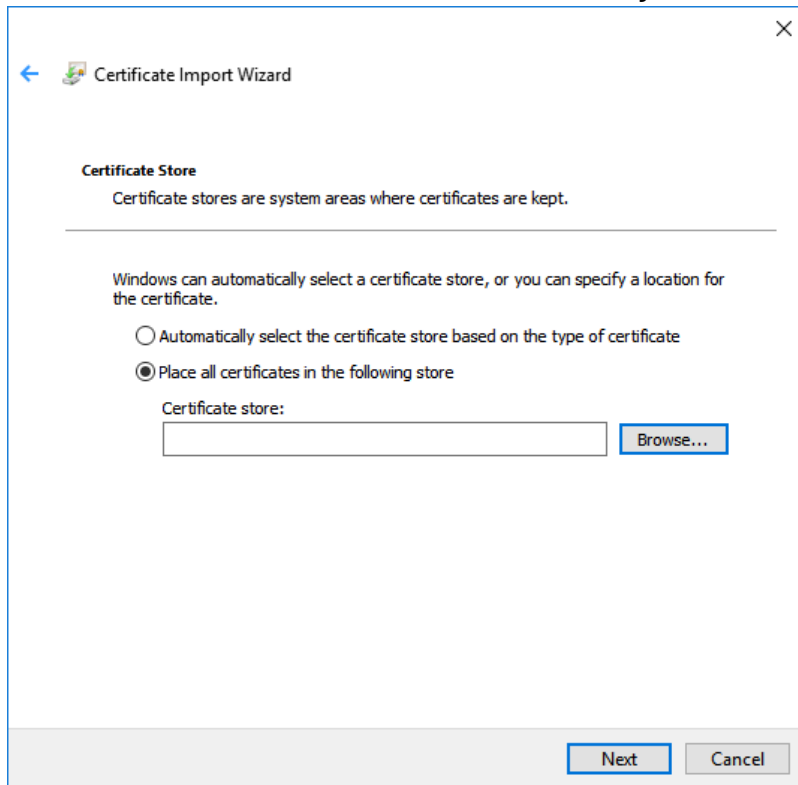 Certificate Import Wizard
Certificate Store
Certificate stores are system areas where certificates are kept.
Windows can automatically select a certificate store, or you can specify a location for
the certificate.
Automatically select the certificate store based on the type of certificate
Place all certificates in the following store
Certificate store:
Browse...
Next
Cancel